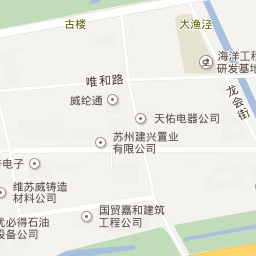 古楼
大渔泾
海洋工程
研发基地
唯和路
威纶通
龙会街
天佑电器公司
苏州建兴置业
有限公司
电子
维苏威铸造
材料公司
国贸嘉和建筑
工程公司
必得石油
设备公司